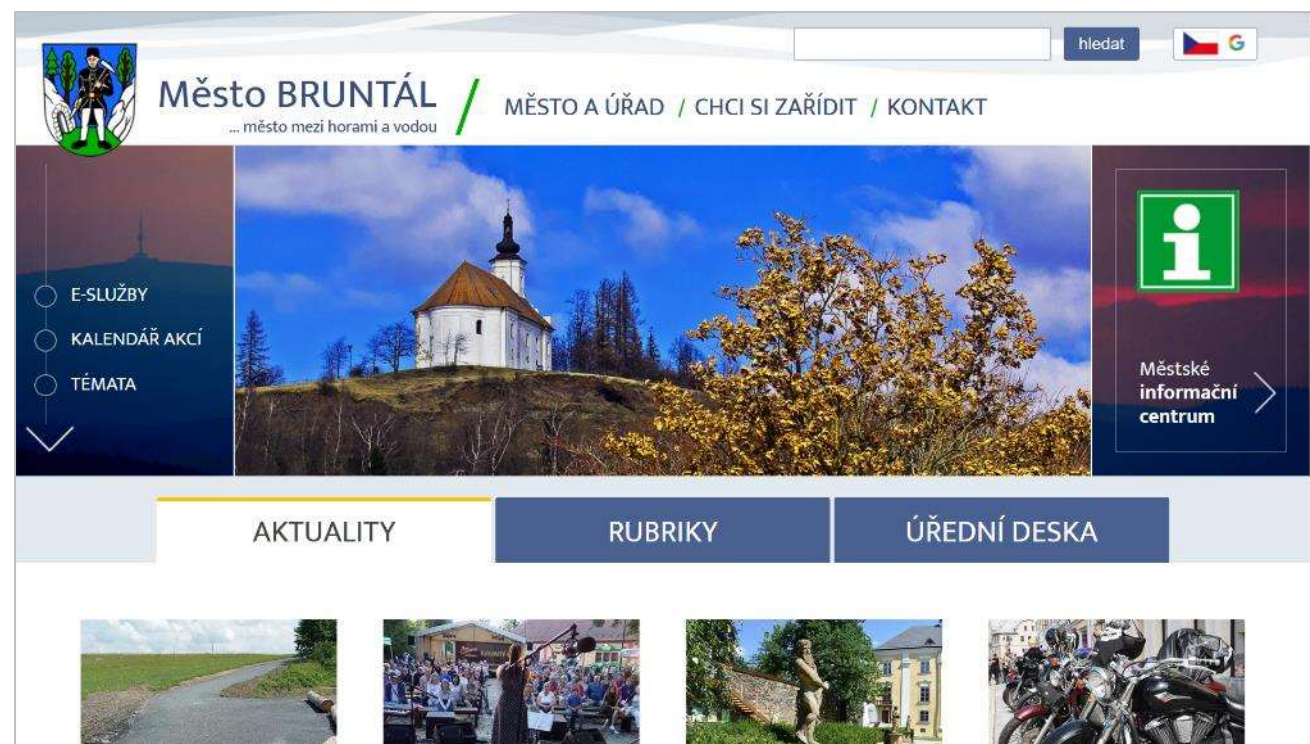 hledat
Město BRUNTÁL
... město mezi horami a vodou
MĚSTO A ÚŘAD / CHCI SI ZAŘÍDIT / KONTAKT
E-SLUŽBY
KALENDÁŘ AKCÍ
TÉMATA
Městské
informační
centrum
AKTUALITY
RUBRIKY
ÚŘEDNÍ DESKA